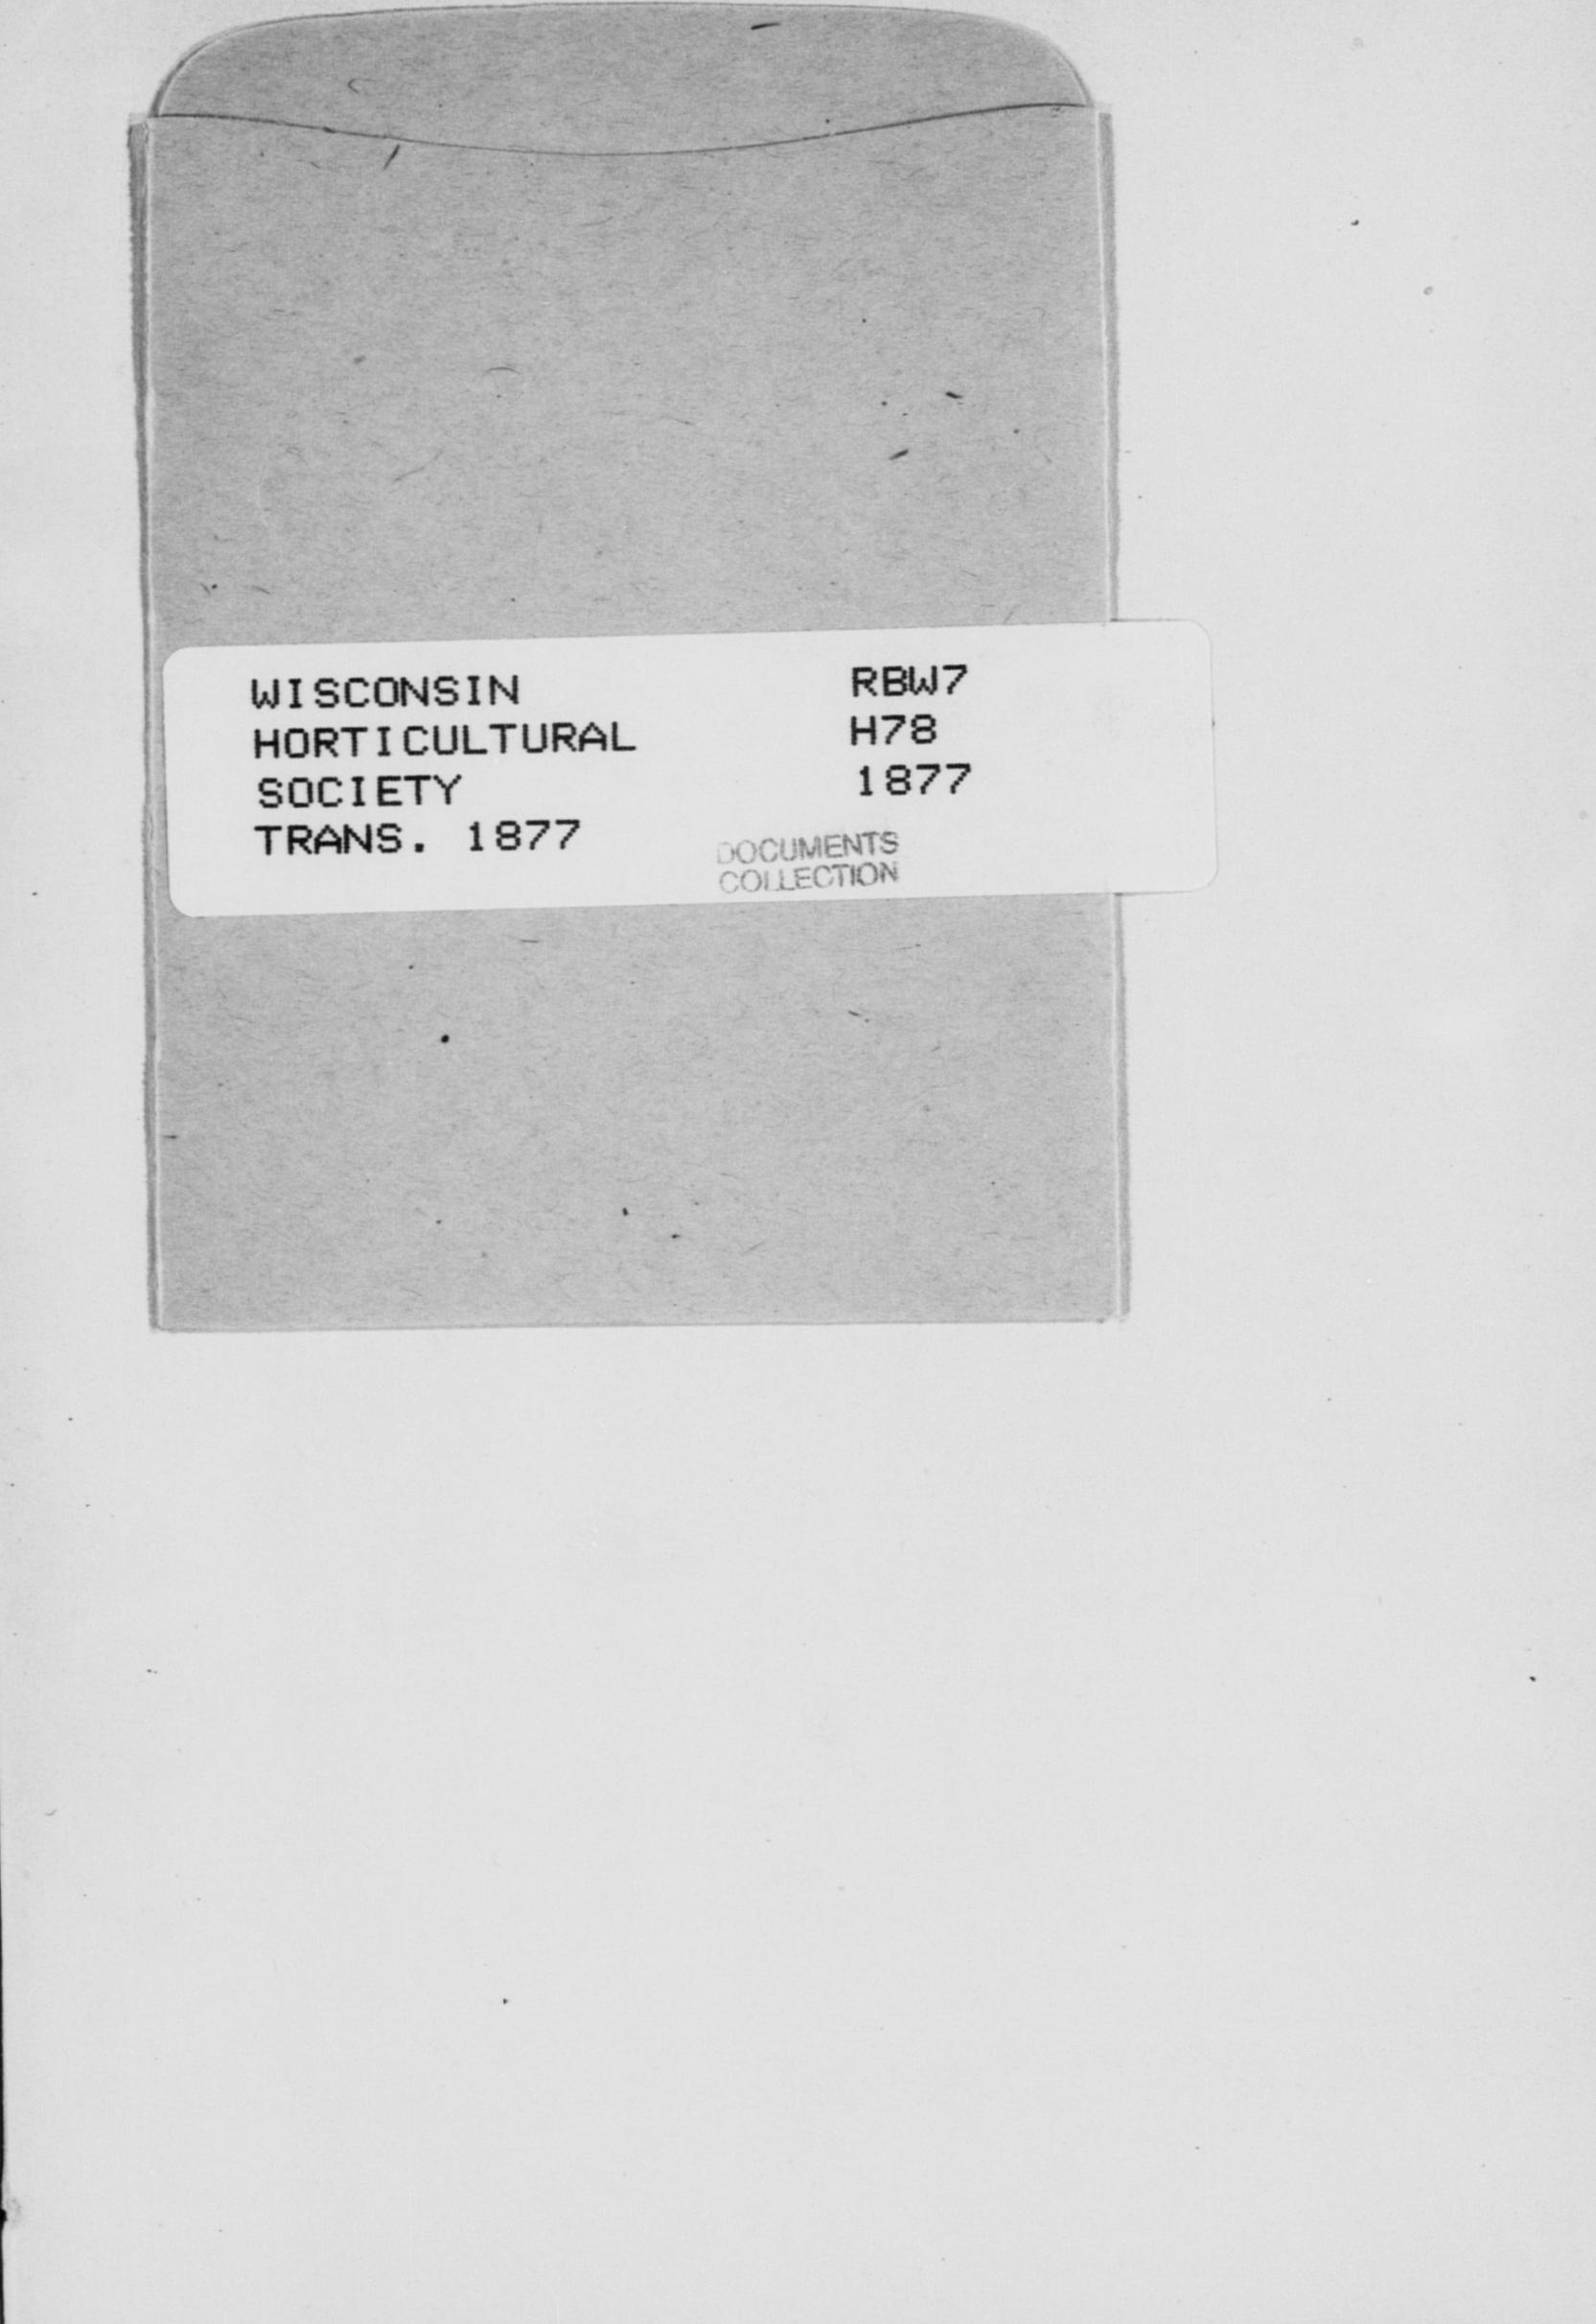 WISCONSIN
HORTICULTURAL
SOCIETY
TRANS. 1877
RBW7
H78
1877
DOCUMENTS
COLLECTION